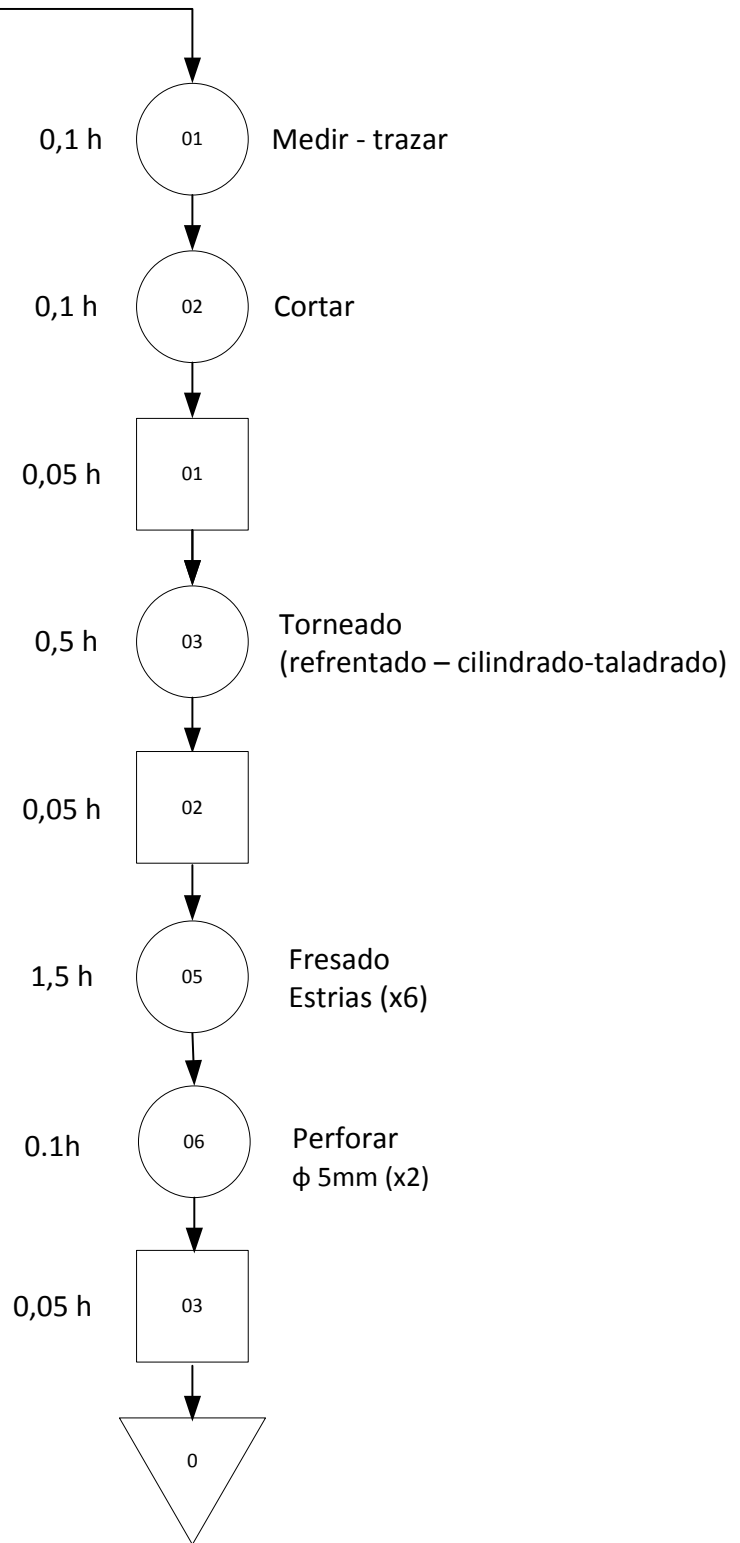 0,1 h 01 Medir - trazar
0,1 h 02 Cortar
0,05 h 01
0,5 h 03 Torneado
(refrentado – cilindrado-taladrado)
0,05 h 02
1,5 h 05 Fresado
Estrias (x6)
0.1h 06 Perforar
ф 5mm (x2)
0,05 h 03
0